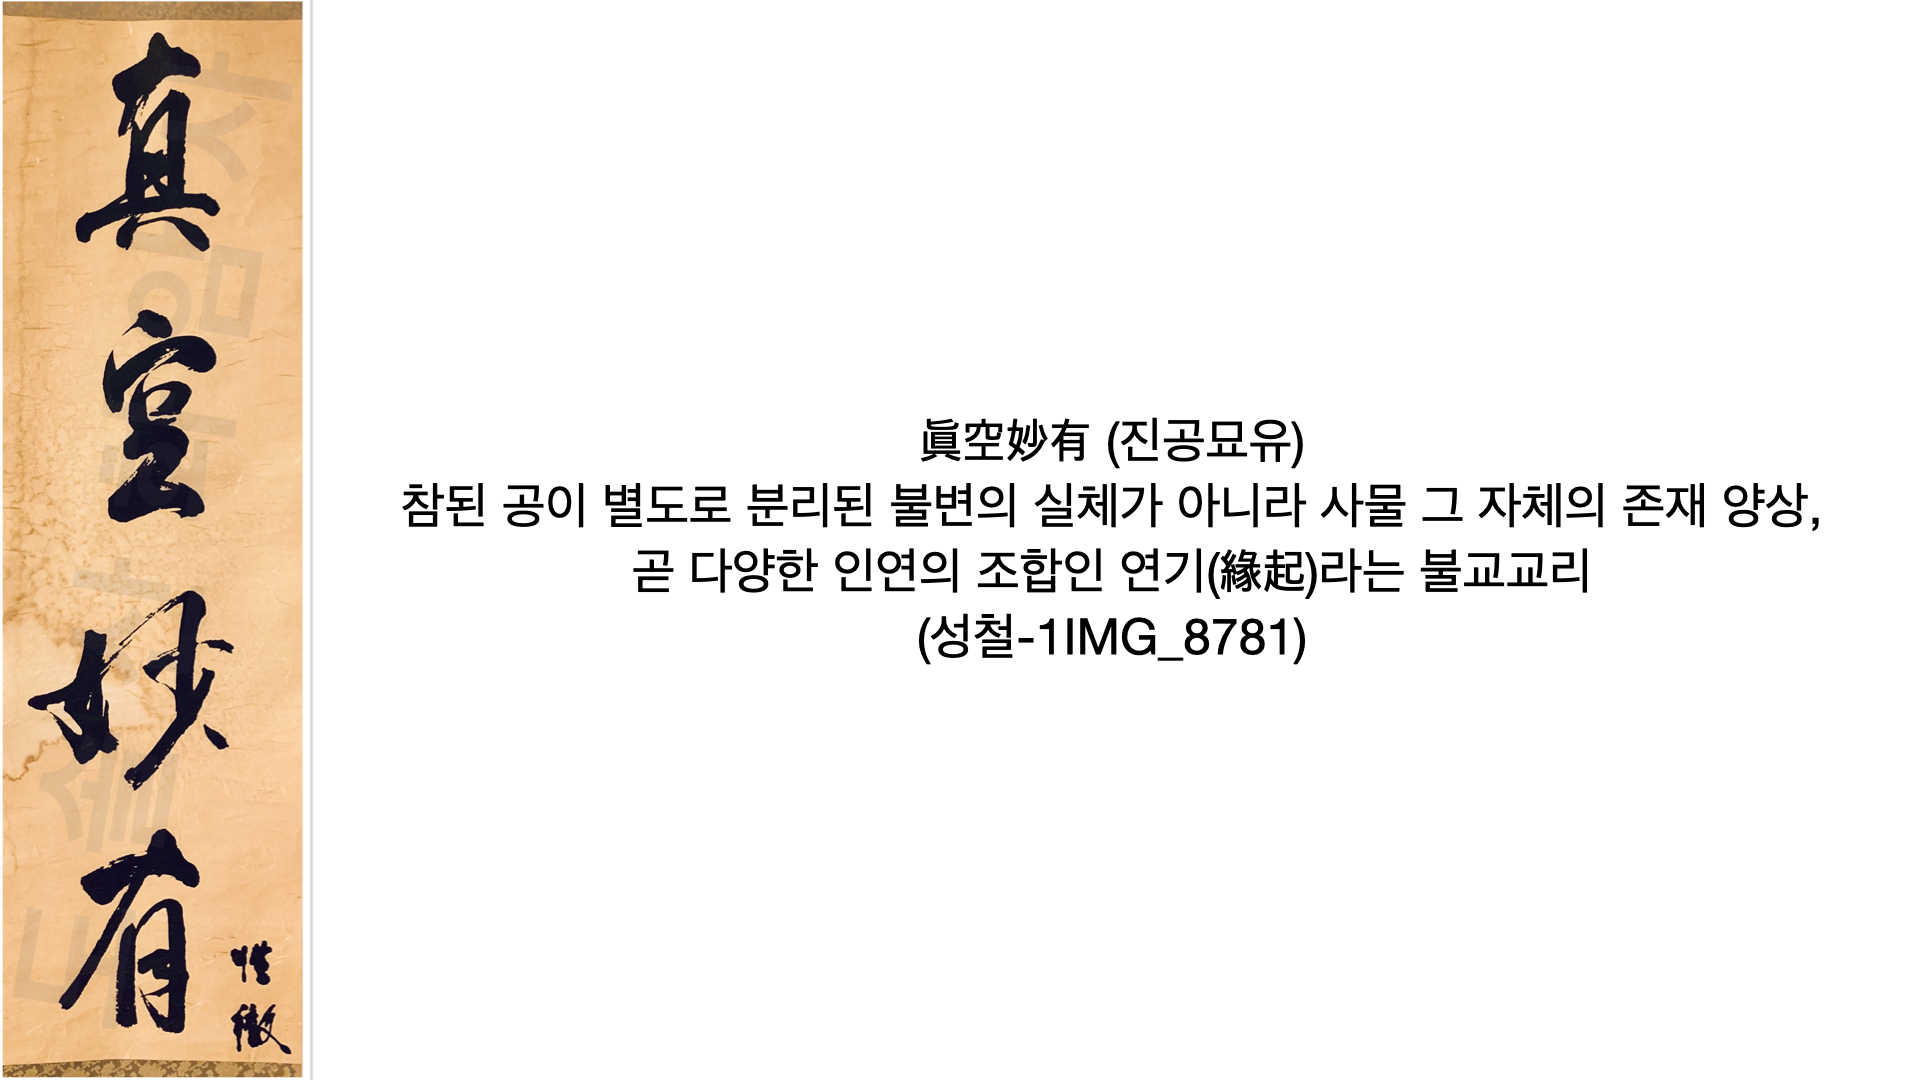 真空妙有
性徹
眞空妙有 (진공묘유)
참된 공이 별도로 분리된 불변의 실체가 아니라 사물 그 자체의 존재 양상,
곧 다양한 인연의 조합인 연기(緣起)라는 불교교리
(성철-1IMG_8781)